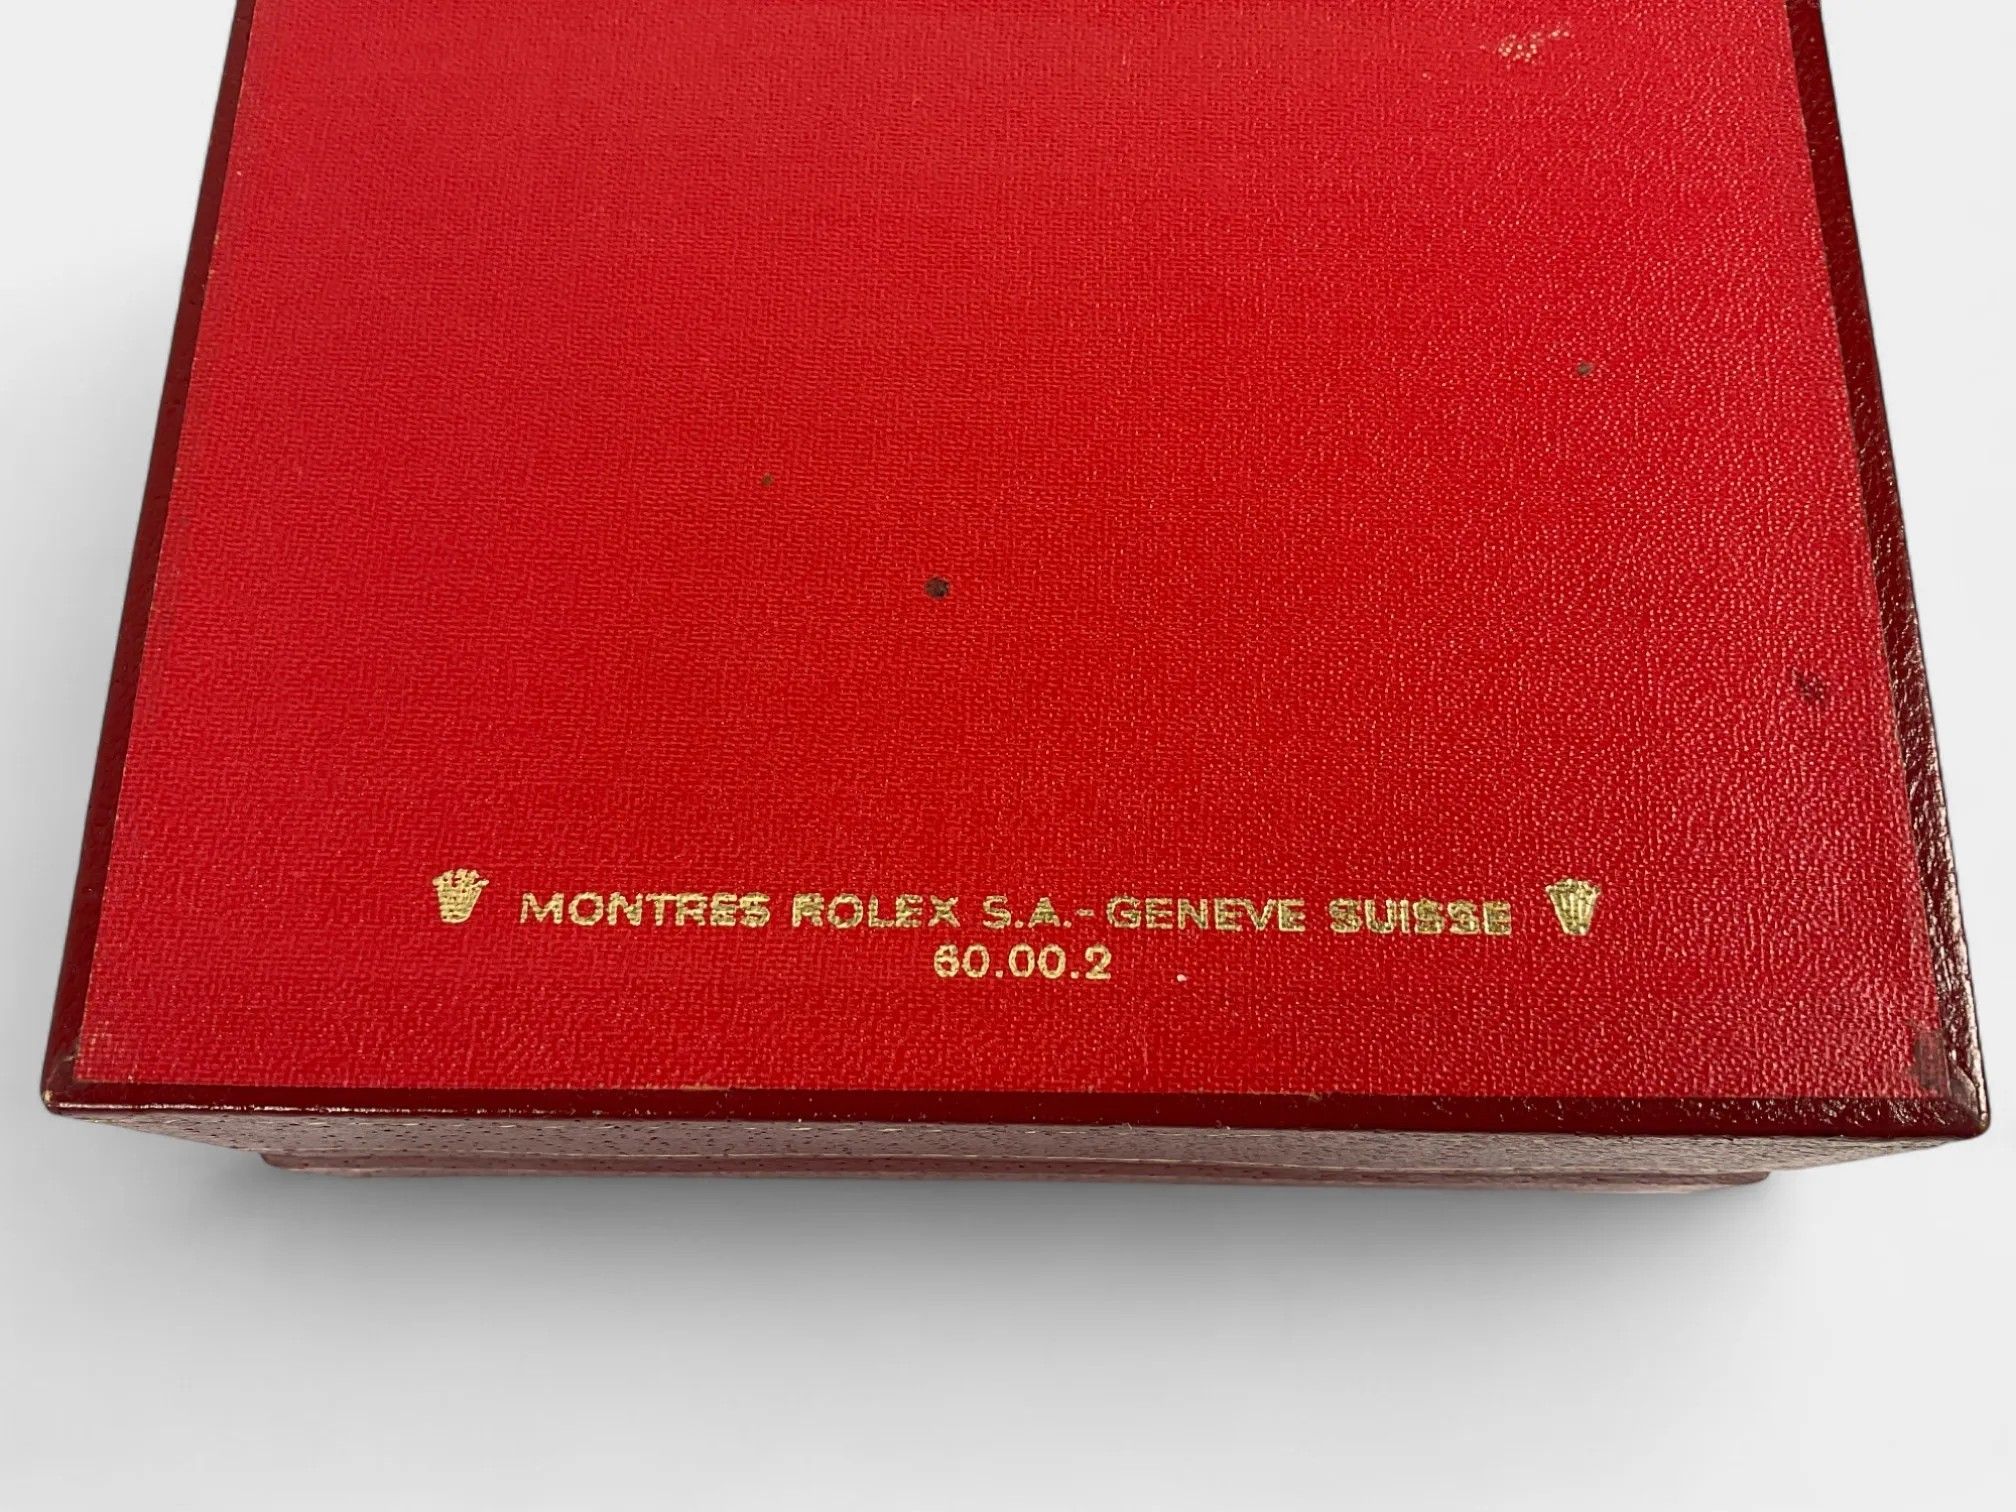 MONTRES ROLEX S.A.-GENEVE SUISSE
60.00.2